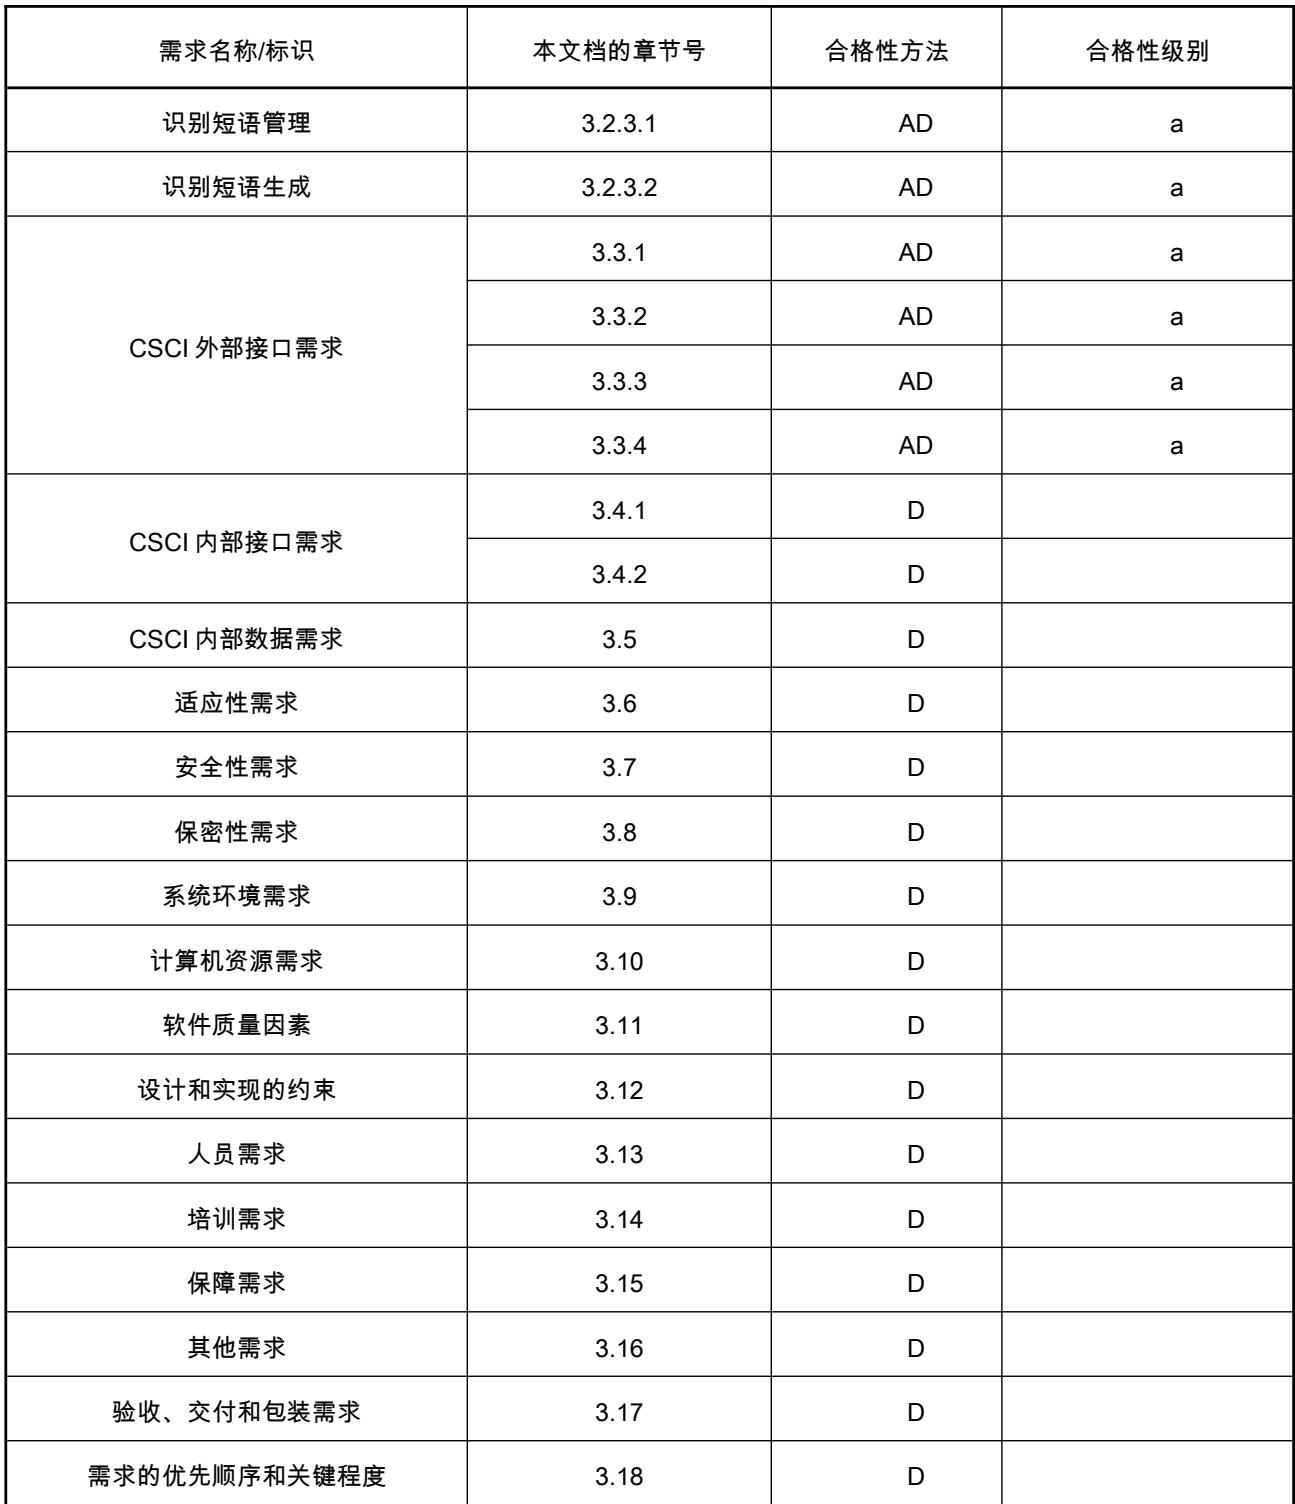 需求名称/标识 本文档的章节号 合格性方法 合格性级别
识别短语管理 3.2.3.1 AD a
识别短语生成 3.2.3.2 AD a
CSCI 外部接口需求 3.3.1 AD a
3.3.2 AD a
3.3.3 AD a
3.3.4 AD a
CSCI 内部接口需求 3.4.1 D
3.4.2 D
CSCI 内部数据需求 3.5 D
适应性需求 3.6 D
安全性需求 3.7 D
保密性需求 3.8 D
系统环境需求 3.9 D
计算机资源需求 3.10 D
软件质量因素 3.11 D
设计和实现的约束 3.12 D
人员需求 3.13 D
培训需求 3.14 D
保障需求 3.15 D
其他需求 3.16 D
验收、交付和包装需求 3.17 D
需求的优先顺序和关键程度 3.18 D